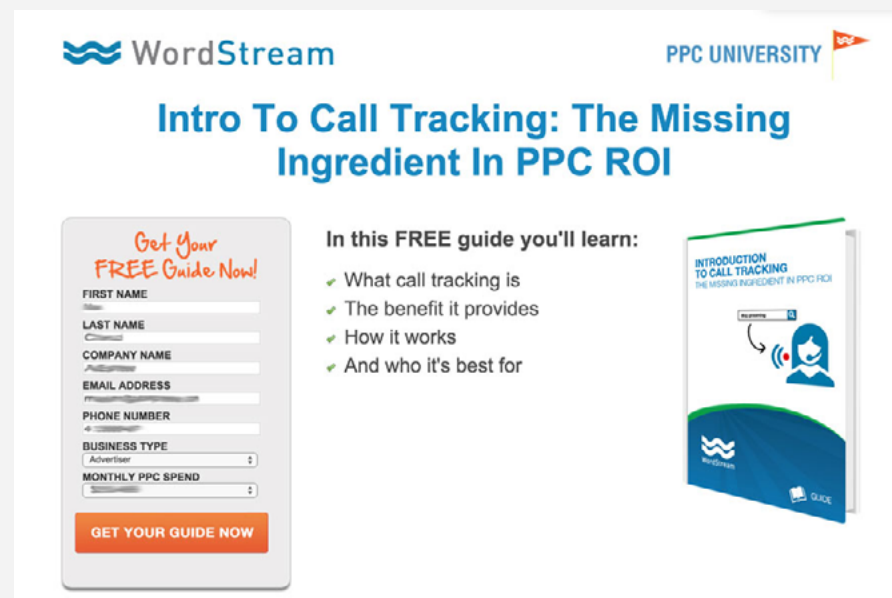 WordStream
PPC UNIVERSITY
Intro To Call Tracking: The Missing
Ingredient In PPC ROI
Get Your
FREE Guide Now!
FIRST NAME
LAST NAME
COMPANY NAME
EMAIL ADDRESS
PHONE NUMBER
BUSINESS TYPE
Advertiser
MONTHLY PPC SPEND
GET YOUR GUIDE NOW
In this FREE guide you'll learn:
What call tracking is
The benefit it provides
How it works
And who it's best for
INTRODUCTION
TO CALL TRACKING
THE MISSING INGREDIENT IN PPC ROI
WordStream
GUIDE